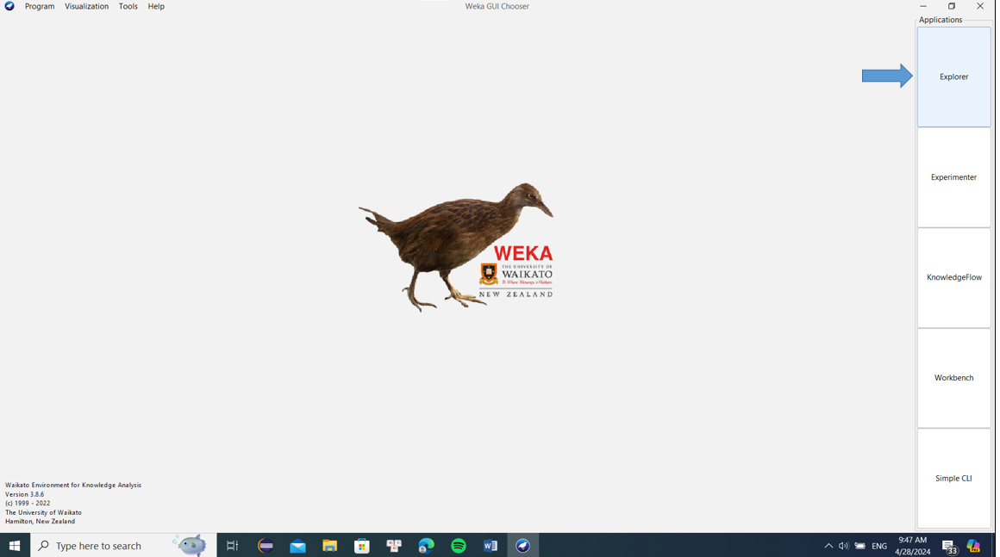 Program Visualization Tools Help
Weka GUI Chooser
Applications
Explorer
Experimenter
KnowledgeFlow
Workbench
Simple CLI
WEKA
THE UNIVERSITY OF
WAIKATO
Te Whare Wānanga o Waikato
NEW ZEALAND
Waikato Environment for Knowledge Analysis
Version 3.8.6
(c) 1999 - 2022
The University of Waikato
Hamilton, New Zealand
Type here to search
ENG
9:47 AM
4/28/2024
33